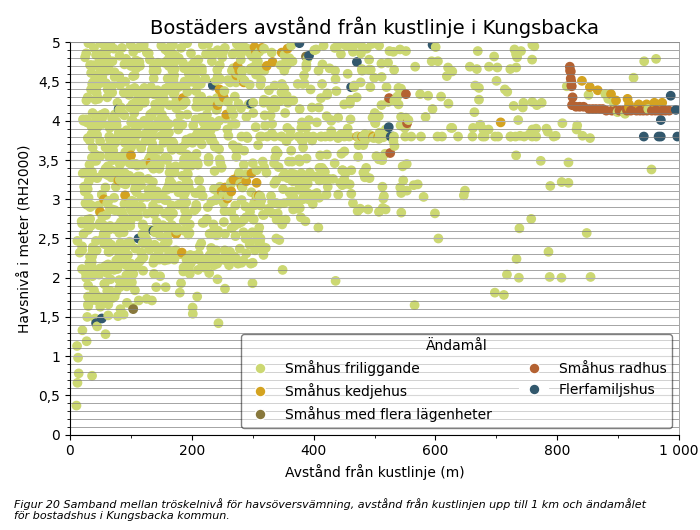 Bostäders avstånd från kustlinje i Kungsbacka
Havsnivå i meter (RH2000)
5
4,5
4
3,5
3
2,5
2
1,5
1
0,5
0
0
200
400
600
800
1 000
Avstånd från kustlinje (m)
Ändamål
Småhus friliggande
Småhus kedjehus
Småhus med flera lägenheter
Småhus radhus
Flerfamiljshus
Figur 20 Samband mellan tröskelnivå för havsöversvämning, avstånd från kustlinjen upp till 1 km och ändamålet
för bostadshus i Kungsbacka kommun.